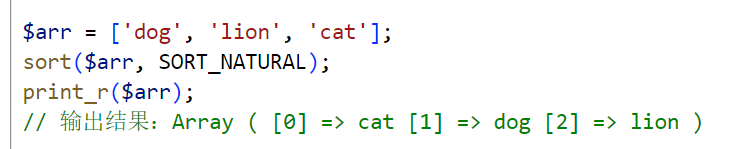 $arr = ['dog', 'lion', 'cat'];
sort($arr, SORT_NATURAL);
print_r($arr);
// 输出结果：Array ( [0] => cat [1] => dog [2] => lion )